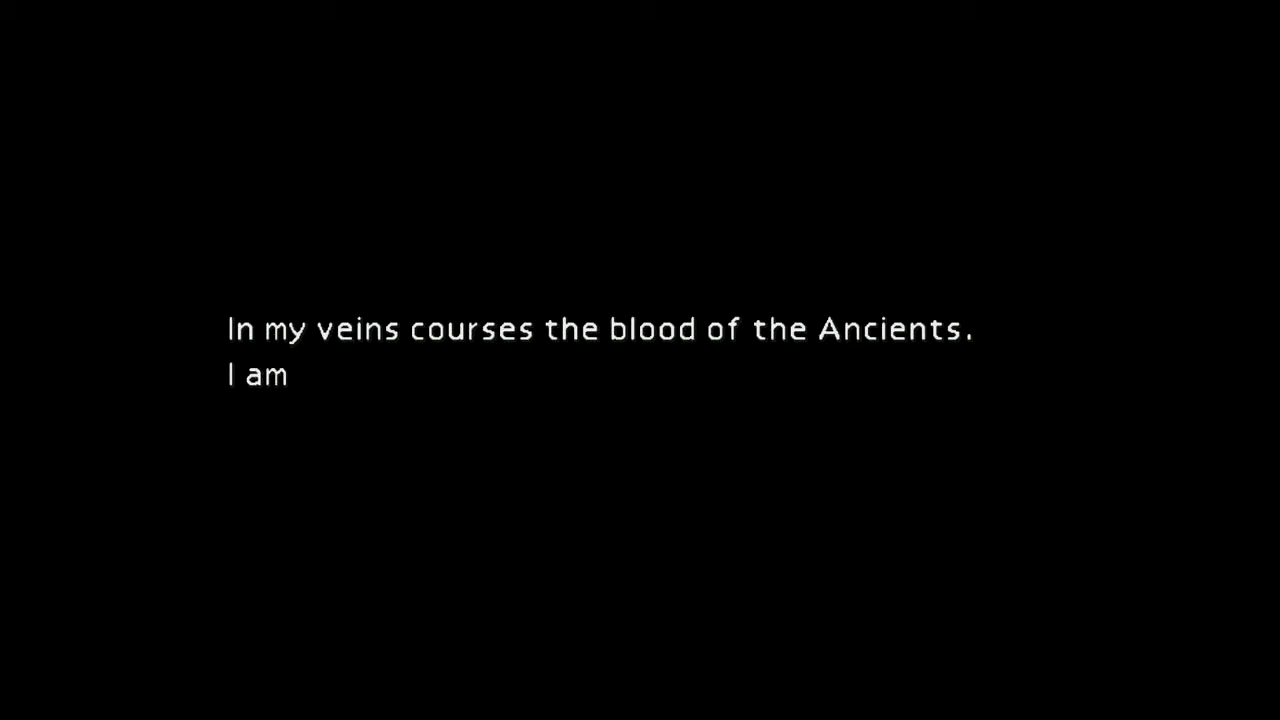 In my veins courses the blood of the Ancients.
I am